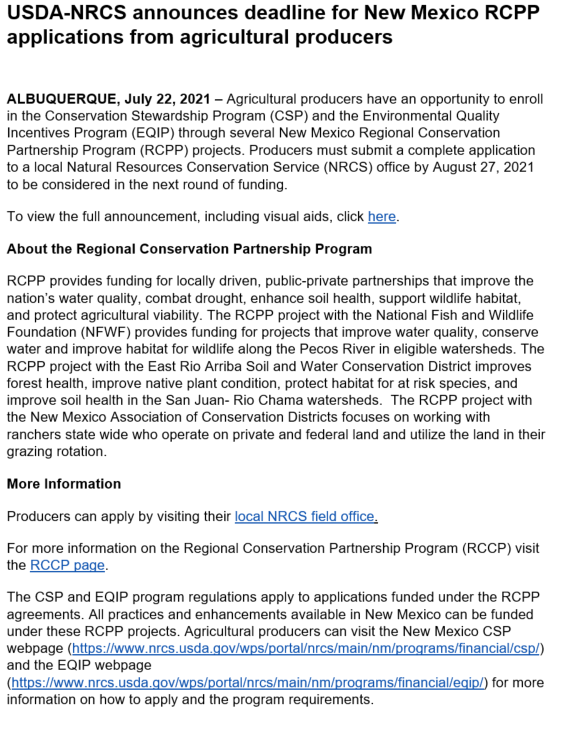 USDA-NRCS announces deadline for New Mexico RCPP
applications from agricultural producers
ALBUQUERQUE, July 22, 2021 – Agricultural producers have an opportunity to enroll
in the Conservation Stewardship Program (CSP) and the Environmental Quality
Incentives Program (EQIP) through several New Mexico Regional Conservation
Partnership Program (RCPP) projects. Producers must submit a complete application
to a local Natural Resources Conservation Service (NRCS) office by August 27, 2021
to be considered in the next round of funding.
To view the full announcement, including visual aids, click here.
About the Regional Conservation Partnership Program
RCPP provides funding for locally driven, public-private partnerships that improve the
nation's water quality, combat drought, enhance soil health, support wildlife habitat,
and protect agricultural viability. The RCPP project with the National Fish and Wildlife
Foundation (NFWF) provides funding for projects that improve water quality, conserve
water and improve habitat for wildlife along the Pecos River in eligible watersheds. The
RCPP project with the East Rio Arriba Soil and Water Conservation District improves
forest health, improve native plant condition, protect habitat for at risk species, and
improve soil health in the San Juan- Rio Chama watersheds.  The RCPP project with
the New Mexico Association of Conservation Districts focuses on working with
ranchers state wide who operate on private and federal land and utilize the land in their
grazing rotation.
More Information
Producers can apply by visiting their local NRCS field office.
For more information on the Regional Conservation Partnership Program (RCCP) visit
the RCCP page.
The CSP and EQIP program regulations apply to applications funded under the RCPP
agreements. All practices and enhancements available in New Mexico can be funded
under these RCPP projects. Agricultural producers can visit the New Mexico CSP
webpage (https://www.nrcs.usda.gov/wps/portal/nrcs/main/nm/programs/financial/csp/)
and the EQIP webpage
(https://www.nrcs.usda.gov/wps/portal/nrcs/main/nm/programs/financial/eqip/) for more
information on how to apply and the program requirements.